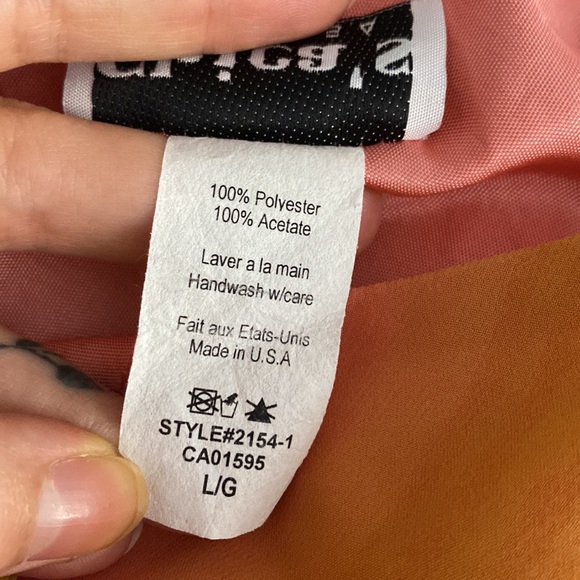 100% Polyester
100% Acetate
Laver a la main
Handwash w/care
Fait aux Etats-Unis
Made in U.S.A
STYLE#2154-1
CA01595
L/G